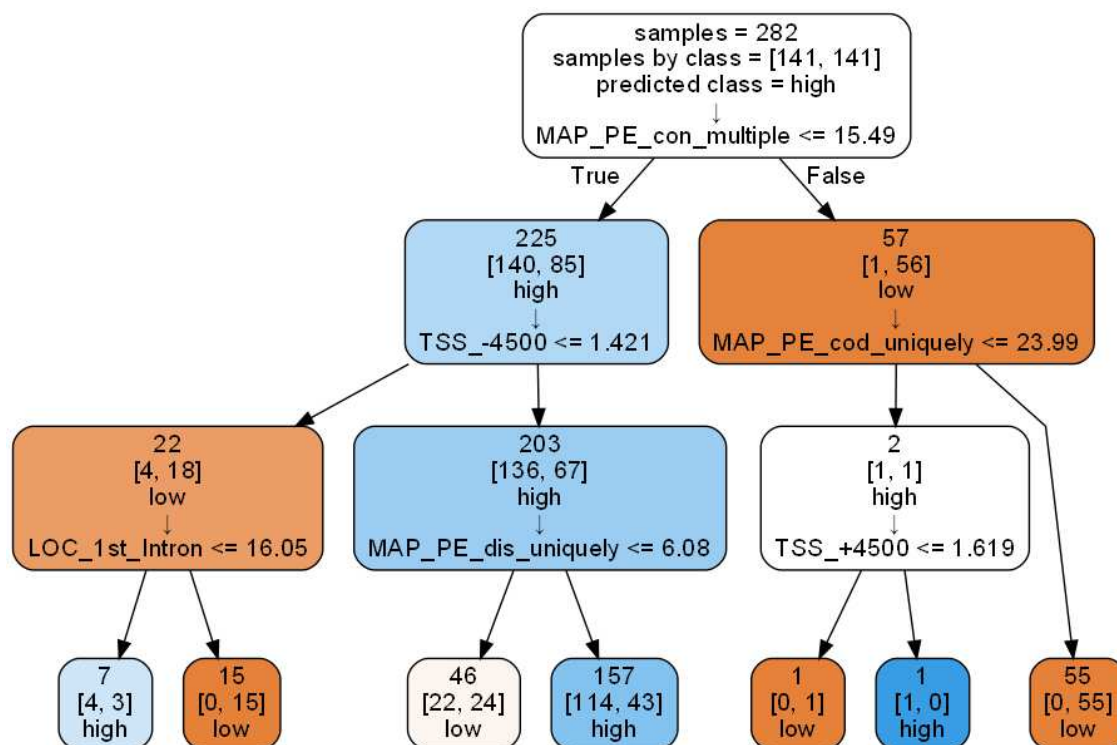 samples = 282
samples by class = [141, 141]
predicted class = high
↓
MAP_PE_con_multiple <= 15.49
True
False
225
[140, 85]
high
↓
TSS_-4500 <= 1.421
57
[1, 56]
low
↓
MAP_PE_cod_uniquely <= 23.99
22
[4, 18]
low
↓
LOC_1st_Intron <= 16.05
203
[136, 67]
high
↓
MAP_PE_dis_uniquely <= 6.08
2
[1, 1]
high
↓
TSS_+4500 <= 1.619
7
[4, 3]
high
15
[0, 15]
low
46
[22, 24]
low
157
[114, 43]
high
1
[0, 1]
low
1
[1, 0]
high
55
[0, 55]
low